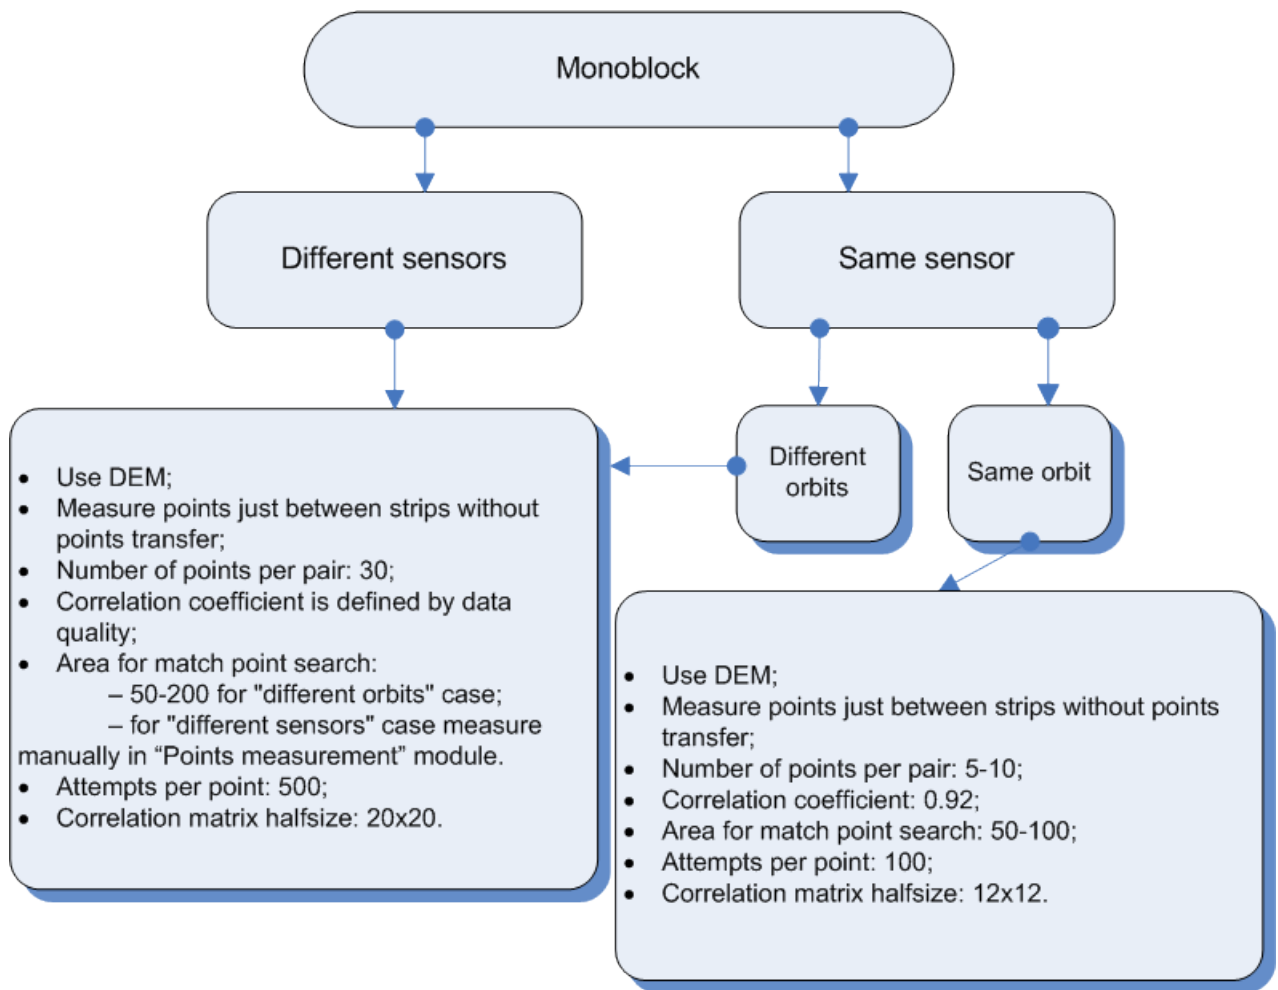 Monoblock
Different sensors
Same sensor
Different
orbits
Same orbit
• Use DEM;
• Measure points just between strips without
points transfer;
• Number of points per pair: 30;
• Correlation coefficient is defined by data
quality;
• Area for match point search:
– 50-200 for "different orbits" case;
– for "different sensors" case measure
manually in “Points measurement” module.
• Attempts per point: 500;
• Correlation matrix halfsize: 20x20.
• Use DEM;
• Measure points just between strips without points
transfer;
• Number of points per pair: 5-10;
• Correlation coefficient: 0.92;
• Area for match point search: 50-100;
• Attempts per point: 100;
• Correlation matrix halfsize: 12x12.